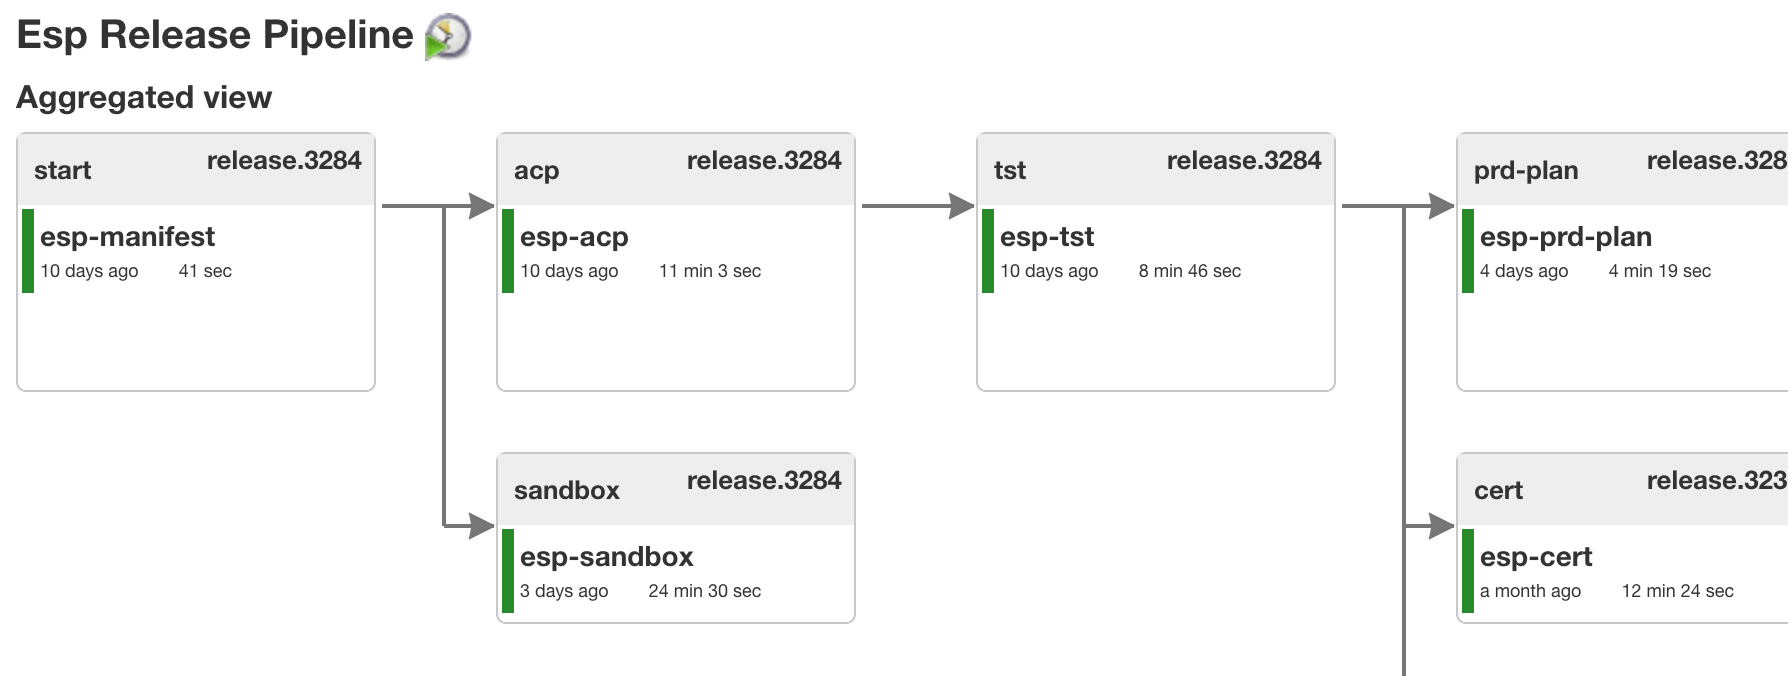 Esp Release Pipeline
Aggregated view
start release.3284
esp-manifest
10 days ago 41 sec
acp release.3284
esp-acp
10 days ago 11 min 3 sec
tst release.3284
esp-tst
10 days ago 8 min 46 sec
prd-plan release.328
esp-prd-plan
4 days ago 4 min 19 sec
sandbox release.3284
esp-sandbox
3 days ago 24 min 30 sec
cert release.323
esp-cert
a month ago 12 min 24 sec